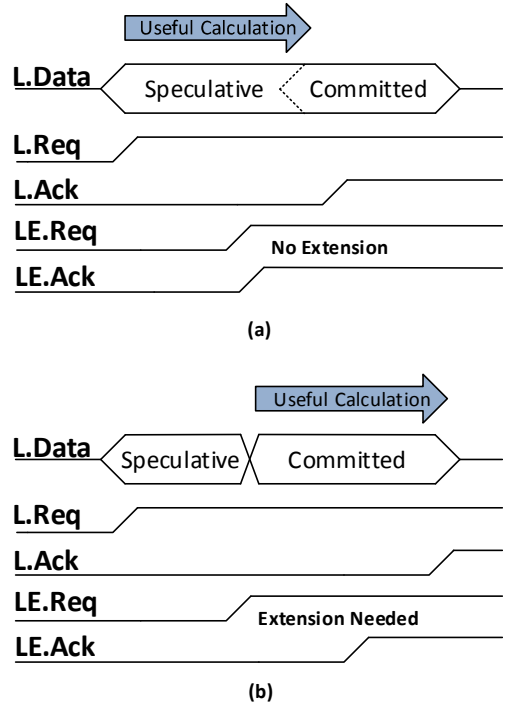 Useful Calculation
L.Data
Speculative
Committed
L.Req
L.Ack
LE.Req
No Extension
LE.Ack
(a)
Useful Calculation
L.Data
Speculative
Committed
L.Req
L.Ack
LE.Req
Extension Needed
LE.Ack
(b)